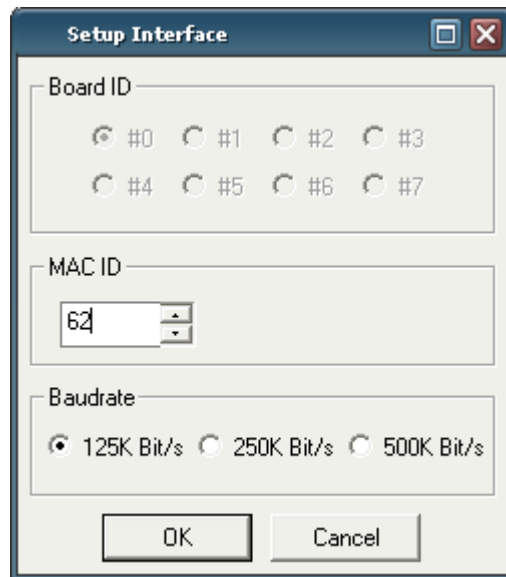 Setup Interface
Board ID
#0 #1 #2 #3
#4 #5 #6 #7
MAC ID
62
Baudrate
125K Bit/s 250K Bit/s 500K Bit/s
OK Cancel